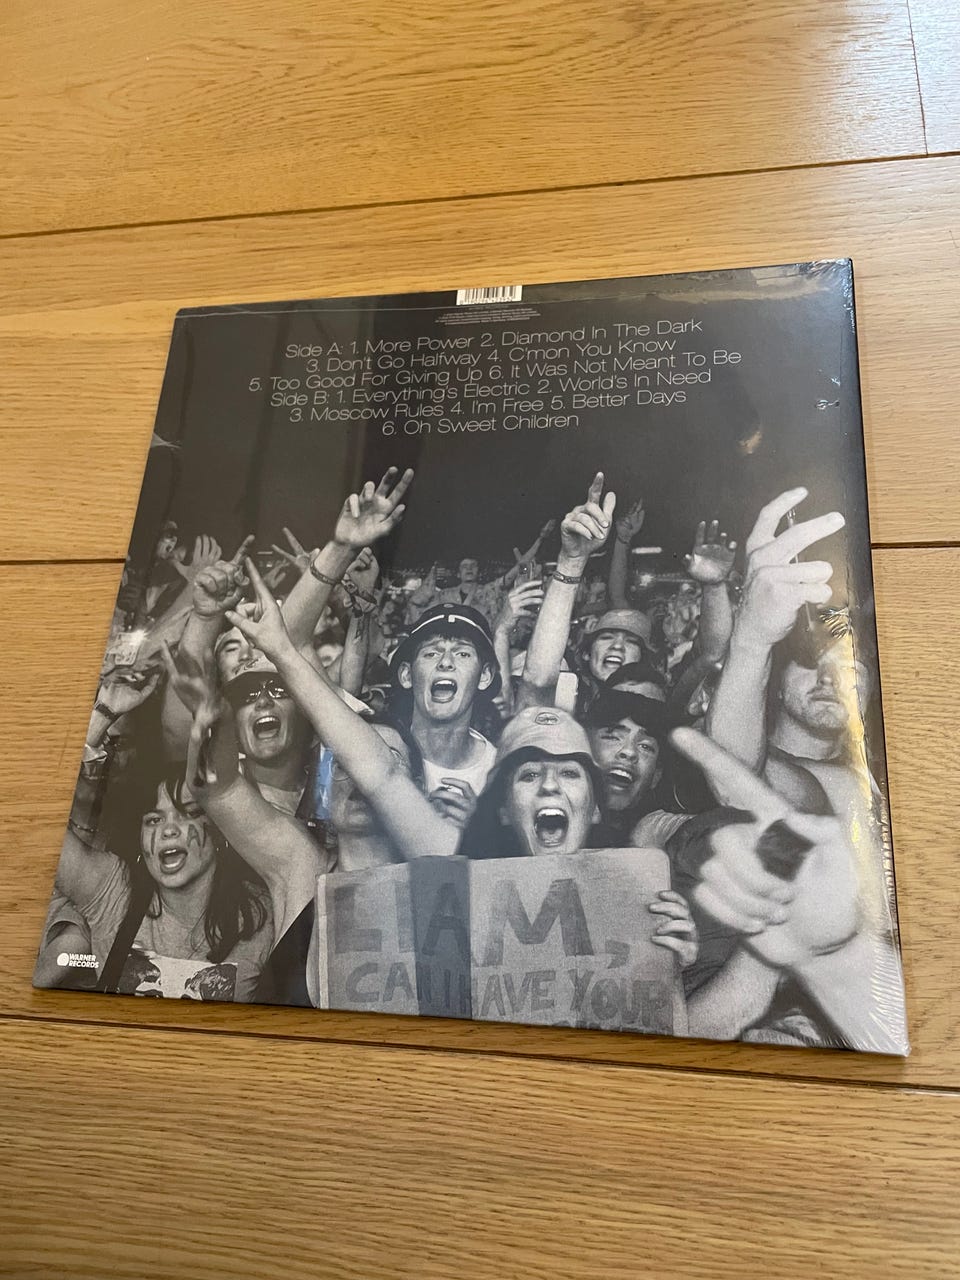 Side A: 1. More Power 2. Diamond In The Dark
3. Don't Go Halfway 4. C'mon You Know
5. Too Good For Giving Up 6. It Was Not Meant To Be
Side B: 1. Everything's Electric 2. World's In Need
3. Moscow Rules 4. I'm Free 5. Better Days
6. Oh Sweet Children
LIAM,
CAN I HAVE YOUR
WARNER
RECORDS